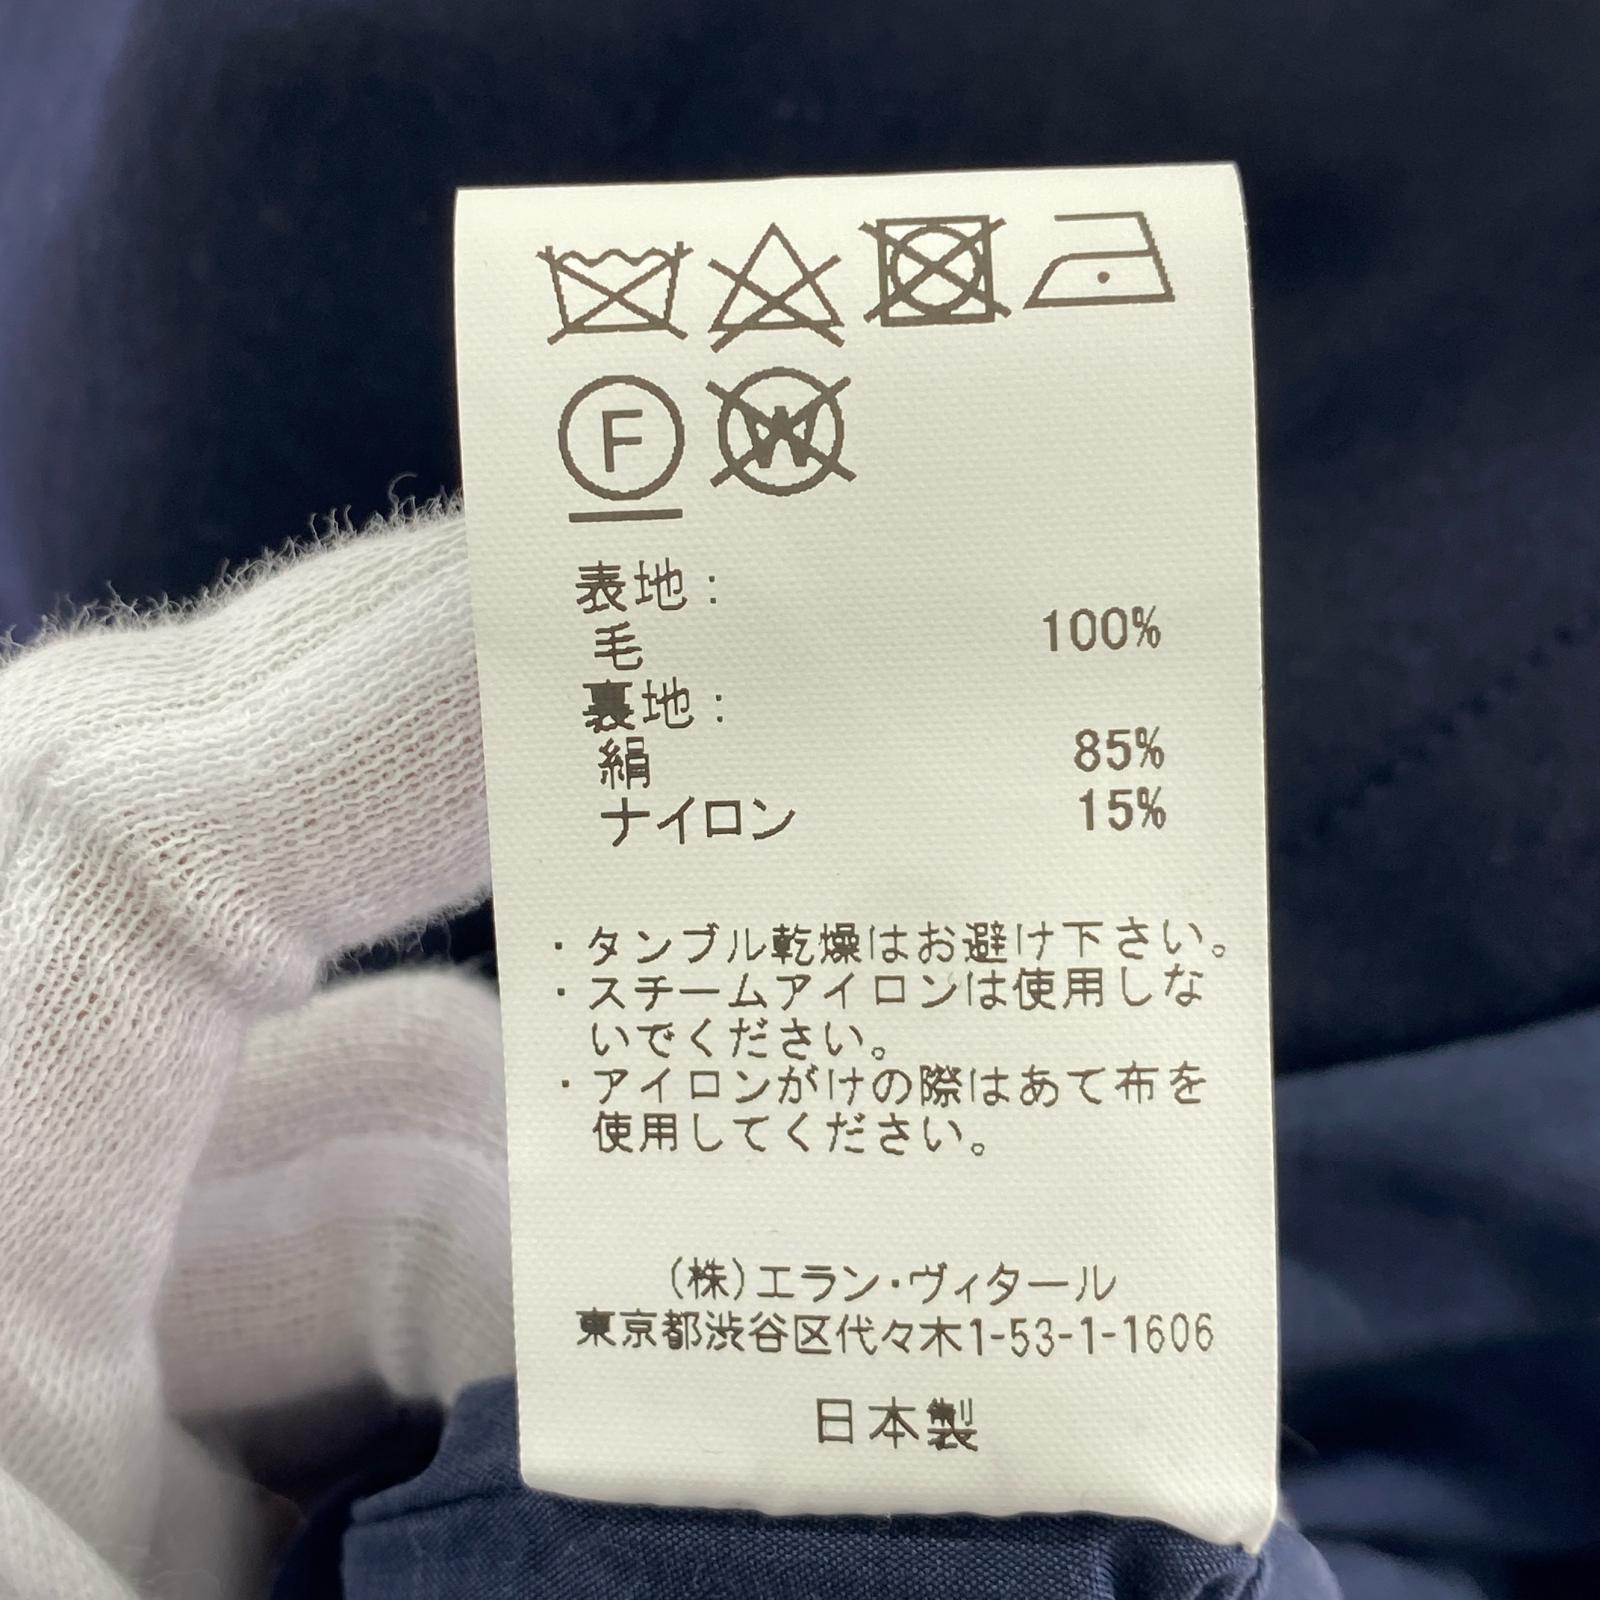 F W
表地:
毛 100%
裏地:
絹 85%
ナイロン 15%
・タンブル乾燥はお避け下さい。
・スチームアイロンは使用しな
いでください。
・アイロンがけの際はあて布を
使用してください。
(株)エラン・ヴィタール
東京都渋谷区代々木1-53-1-1606
日本製